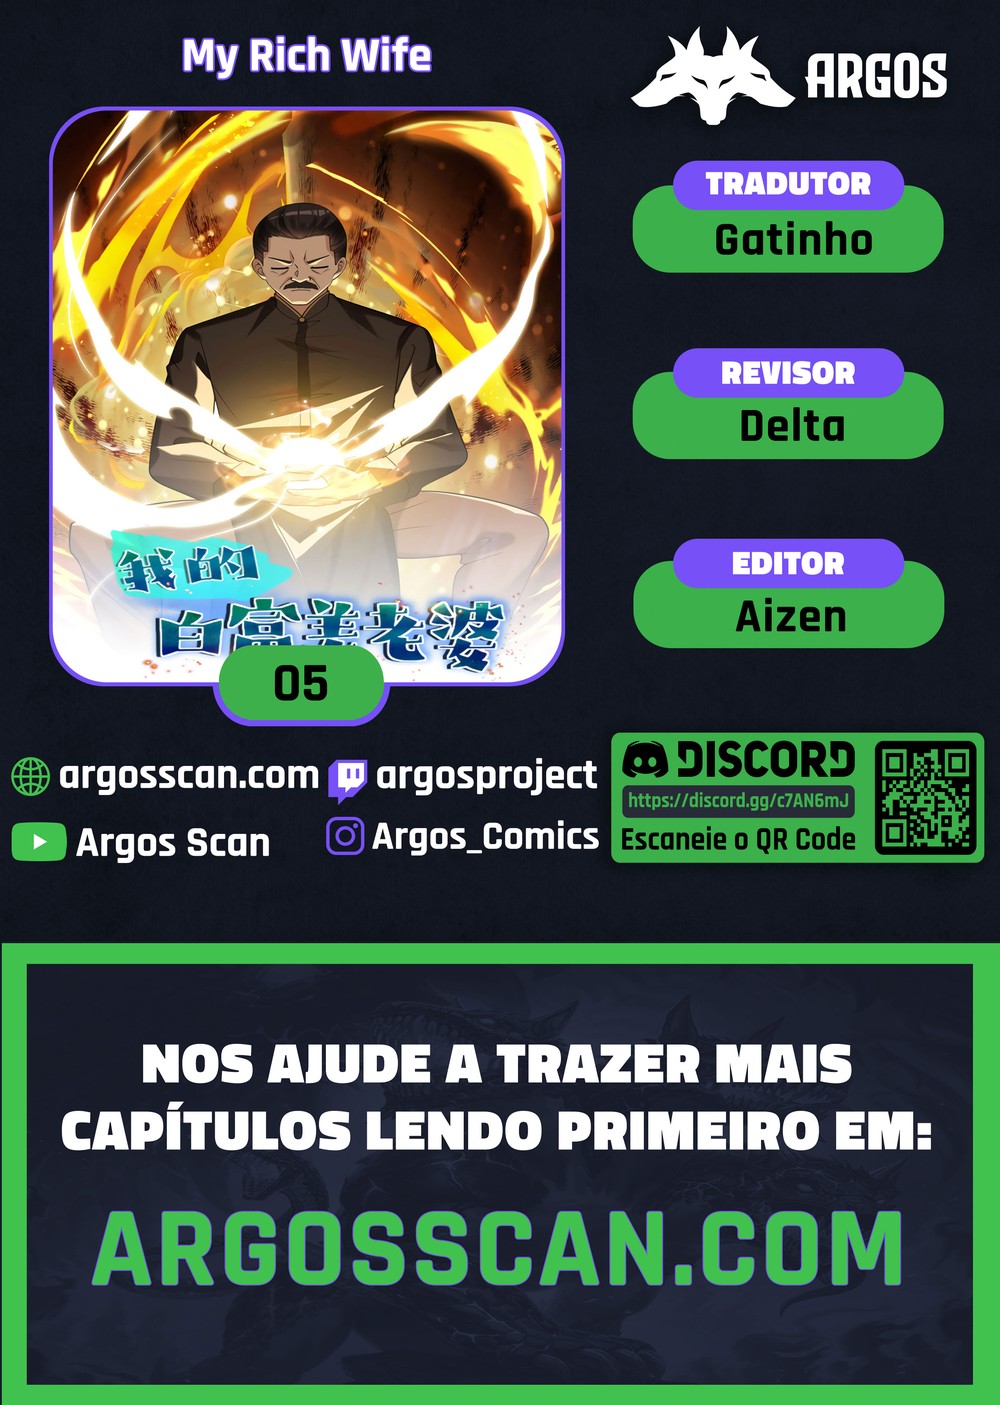 My Rich Wife
ARGOS
TRADUTOR
Gatinho
REVISOR
Delta
EDITOR
Aizen
我的
白富美老婆
05
argosscan.com
argosproject
Argos Scan
Argos_Comics
DISCORD
https://discord.gg/c7AN6mJ
Escaneie o QR Code
NOS AJUDE A TRAZER MAIS
CAPÍTULOS LENDO PRIMEIRO EM:
ARGOSSCAN.COM